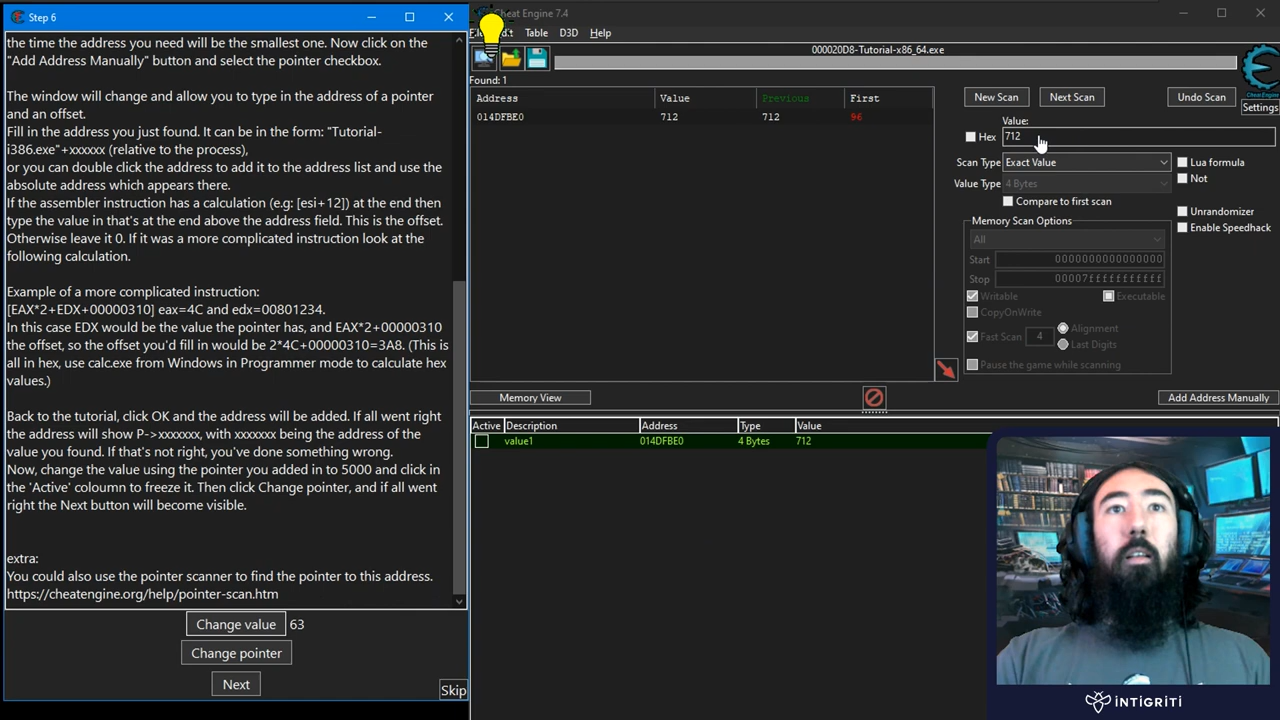 Step 6
the time the address you need will be the smallest one. Now click on the
"Add Address Manually" button and select the pointer checkbox.
The window will change and allow you to type in the address of a pointer
and an offset.
Fill in the address you just found. It can be in the form: "Tutorial-
i386.exe"+xxxxxx (relative to the process),
or you can double click the address to add it to the address list and use the
absolute address which appears there.
If the assembler instruction has a calculation (e.g: [esi+12]) at the end then
type the value in that's at the end above the address field. This is the offset.
Otherwise leave it 0. If it was a more complicated instruction look at the
following calculation.
Example of a more complicated instruction:
[EAX*2+EDX+00000310] eax=4C and edx=00801234.
In this case EDX would be the value the pointer has, and EAX*2+00000310
the offset, so the offset you'd fill in would be 2*4C+00000310=3A8. (This is
all in hex, use calc.exe from Windows in Programmer mode to calculate hex
values.)
Back to the tutorial, click OK and the address will be added. If all went right
the address will show P->xxxxxxx, with xxxxxxx being the address of the
value you found. If that's not right, you've done something wrong.
Now, change the value using the pointer you added in to 5000 and click in
the 'Active' coloumn to freeze it. Then click Change pointer, and if all went
right the Next button will become visible.
extra:
You could also use the pointer scanner to find the pointer to this address.
https://cheatengine.org/help/pointer-scan.htm
Change value 63
Change pointer
Next
Skip
Cheat Engine 7.4
Table D3D Help
000020D8-Tutorial-x86_64.exe
Found: 1
Address Value Previous First
014DFBE0 712 712 96
New Scan Next Scan Undo Scan
Settings
Value:
Hex 712
Scan Type Exact Value
Lua formula
Value Type 4 Bytes
Not
Compare to first scan
Memory Scan Options
Unrandomizer
All
Enable Speedhack
Start 0000000000000000
Stop 00007fffffffffff
Writable Executable
CopyOnWrite
Fast Scan 4 Alignment
Last Digits
Pause the game while scanning
Memory View
Add Address Manually
Active Description Address Type Value
value1 014DFBE0 4 Bytes 712
INTIGRITI